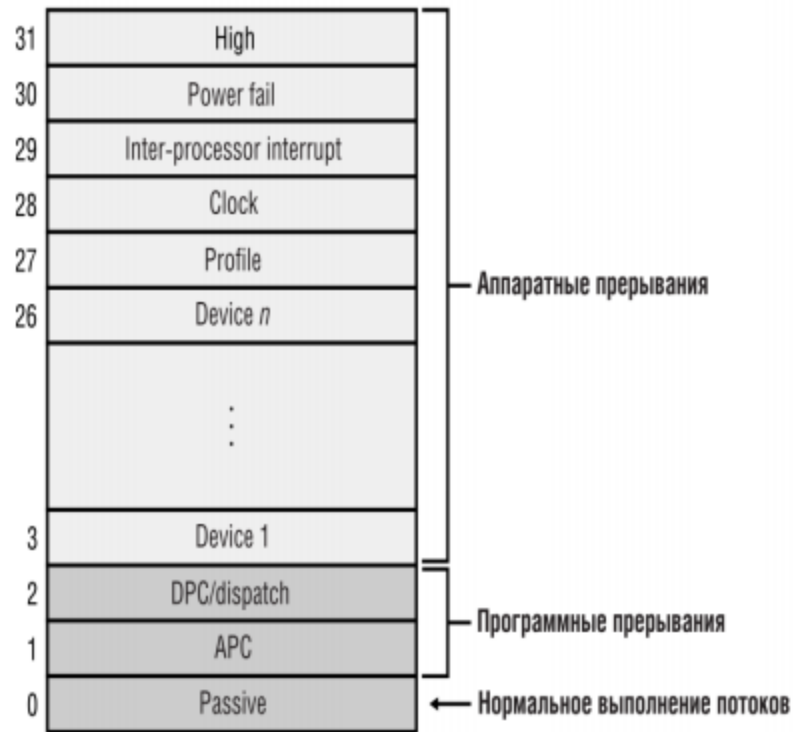 31 High
30 Power fail
29 Inter-processor interrupt
28 Clock
27 Profile
Аппаратные прерывания
26 Device n
⋮
3 Device 1
2 DPC/dispatch
Программные прерывания
1 APC
0 Passive
Нормальное выполнение потоков